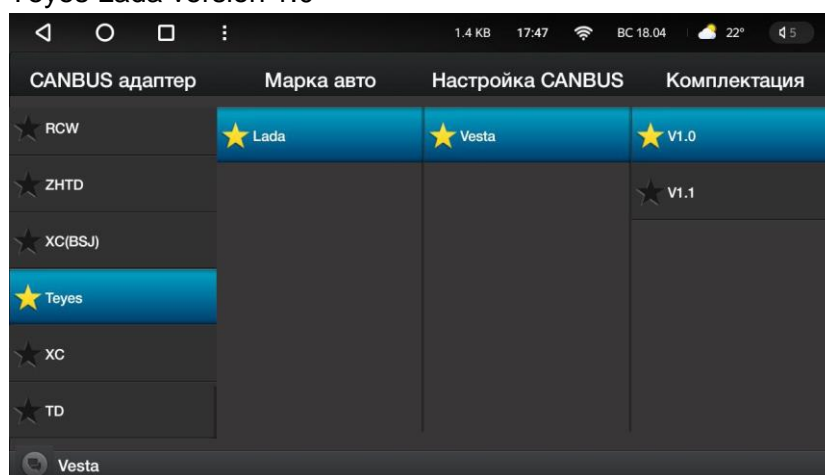 Teyes Lada version 1.0
1.4 KB 17:47 ВС 18.04 22° 5
CANBUS адаптер Марка авто Настройка CANBUS Комплектация
RCW Lada Vesta V1.0
ZHTD V1.1
XC(BSJ)
Teyes
XC
TD
Vesta